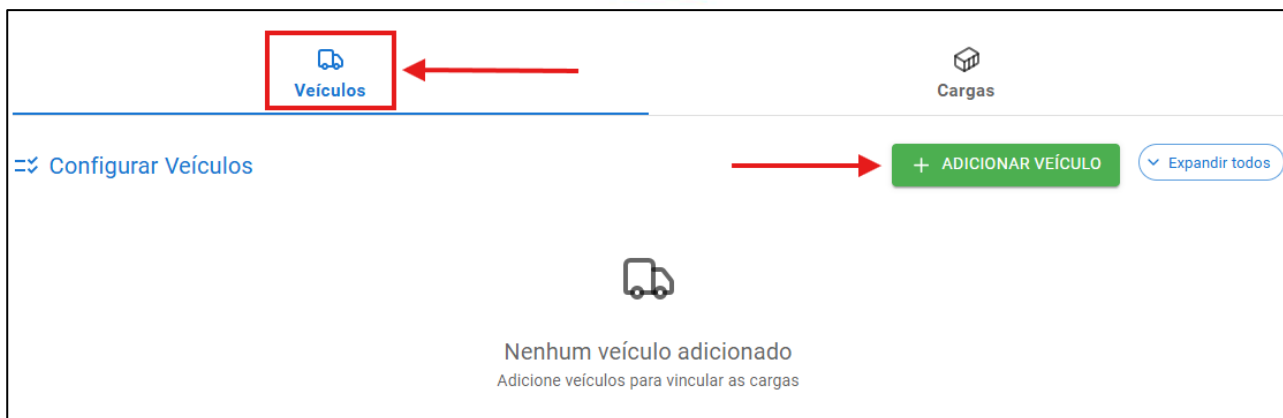 Veículos
Cargas
Configurar Veículos
+ ADICIONAR VEÍCULO
Expandir todos
Nenhum veículo adicionado
Adicione veículos para vincular as cargas